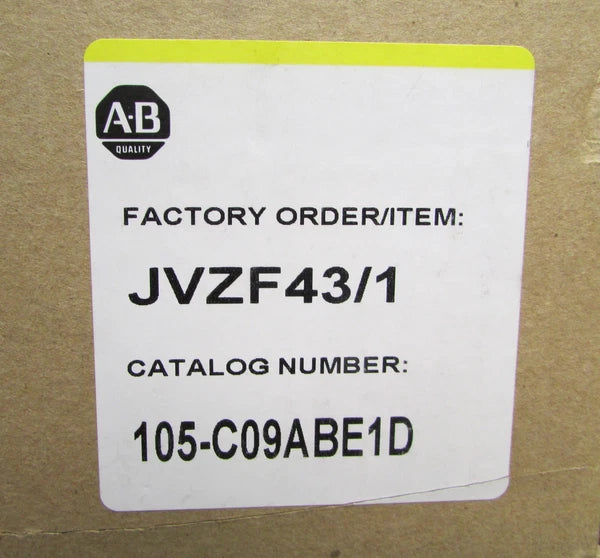 A-B
QUALITY
FACTORY ORDER/ITEM:
JVZF43/1
CATALOG NUMBER:
105-C09ABE1D